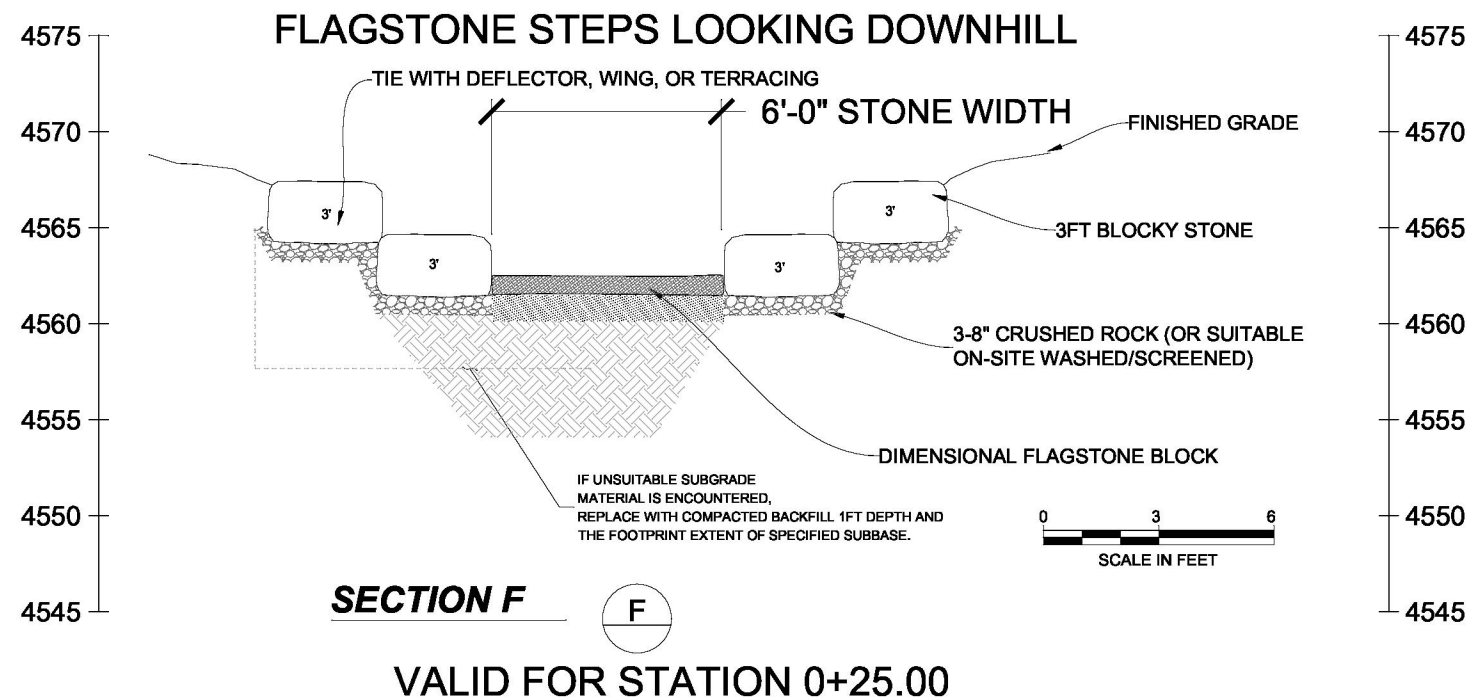 FLAGSTONE STEPS LOOKING DOWNHILL
4575
4575
TIE WITH DEFLECTOR, WING, OR TERRACING
6'-0" STONE WIDTH
FINISHED GRADE
4570
4570
3'
3'
4565
4565
3FT BLOCKY STONE
3'
3'
4560
4560
3-8" CRUSHED ROCK (OR SUITABLE
ON-SITE WASHED/SCREENED)
4555
4555
DIMENSIONAL FLAGSTONE BLOCK
IF UNSUITABLE SUBGRADE
MATERIAL IS ENCOUNTERED,
REPLACE WITH COMPACTED BACKFILL 1FT DEPTH AND
THE FOOTPRINT EXTENT OF SPECIFIED SUBBASE.
4550
4550
0 3 6
SCALE IN FEET
4545
4545
SECTION F
F
VALID FOR STATION 0+25.00